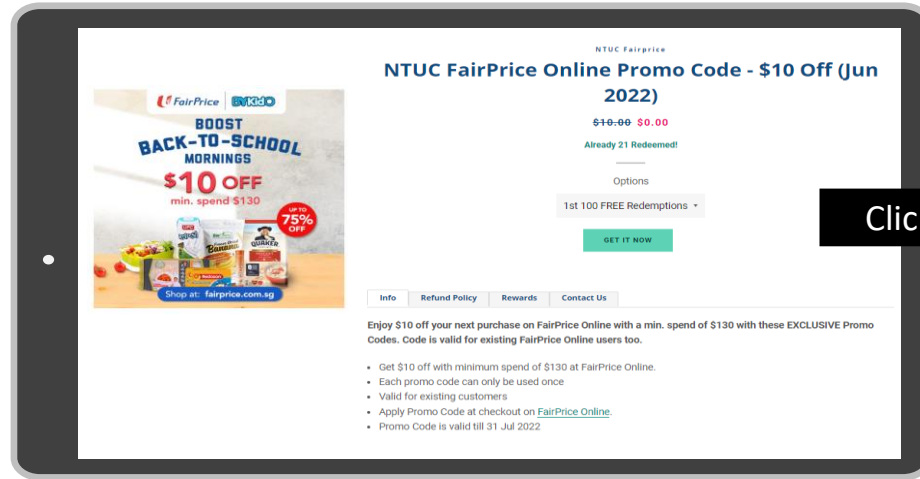 NTUC Fairprice
NTUC FairPrice Online Promo Code - $10 Off (Jun
2022)
$10.00 $0.00
Already 21 Redeemed!
Options
1st 100 FREE Redemptions
GET IT NOW
Clic
FairPrice BYKidO
BOOST
BACK-TO-SCHOOL
MORNINGS
$10 OFF
min. spend $130
UP TO
75%
OFF
Banana
QUAKER
Shop at: fairprice.com.sg
Info Refund Policy Rewards Contact Us
Enjoy $10 off your next purchase on FairPrice Online with a min. spend of $130 with these EXCLUSIVE Promo
Codes. Code is valid for existing FairPrice Online users too.
• Get $10 off with minimum spend of $130 at FairPrice Online.
• Each promo code can only be used once
• Valid for existing customers
• Apply Promo Code at checkout on FairPrice Online.
• Promo Code is valid till 31 Jul 2022